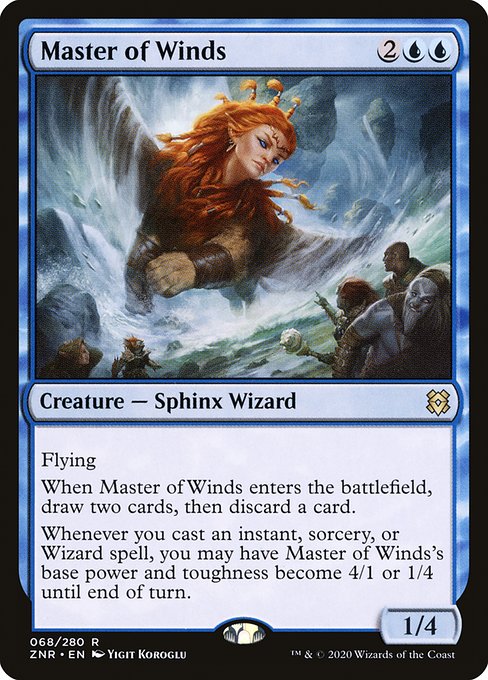 Master of Winds 2
Creature — Sphinx Wizard
Flying
When Master of Winds enters the battlefield,
draw two cards, then discard a card.
Whenever you cast an instant, sorcery, or
Wizard spell, you may have Master of Winds's
base power and toughness become 4/1 or 1/4
until end of turn.
1/4
068/280 R
ZNR • EN Yigit Koroglu
™ & © 2020 Wizards of the Coast